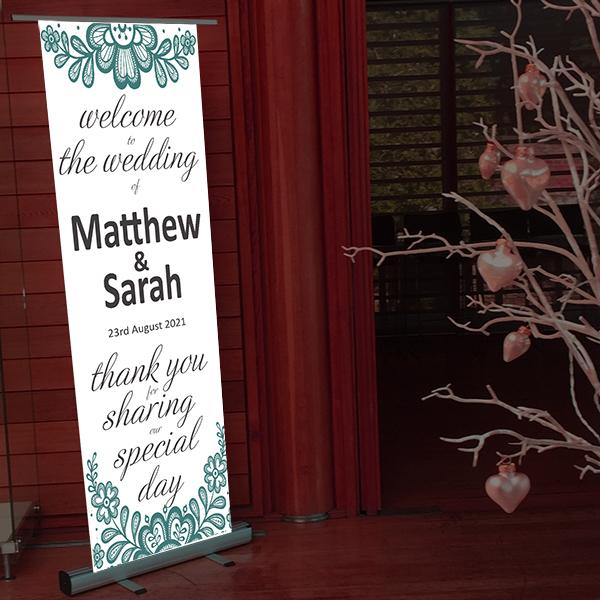 welcome
to
the wedding
of
Matthew
&
Sarah
23rd August 2021
thank you
for
sharing
our
special
day